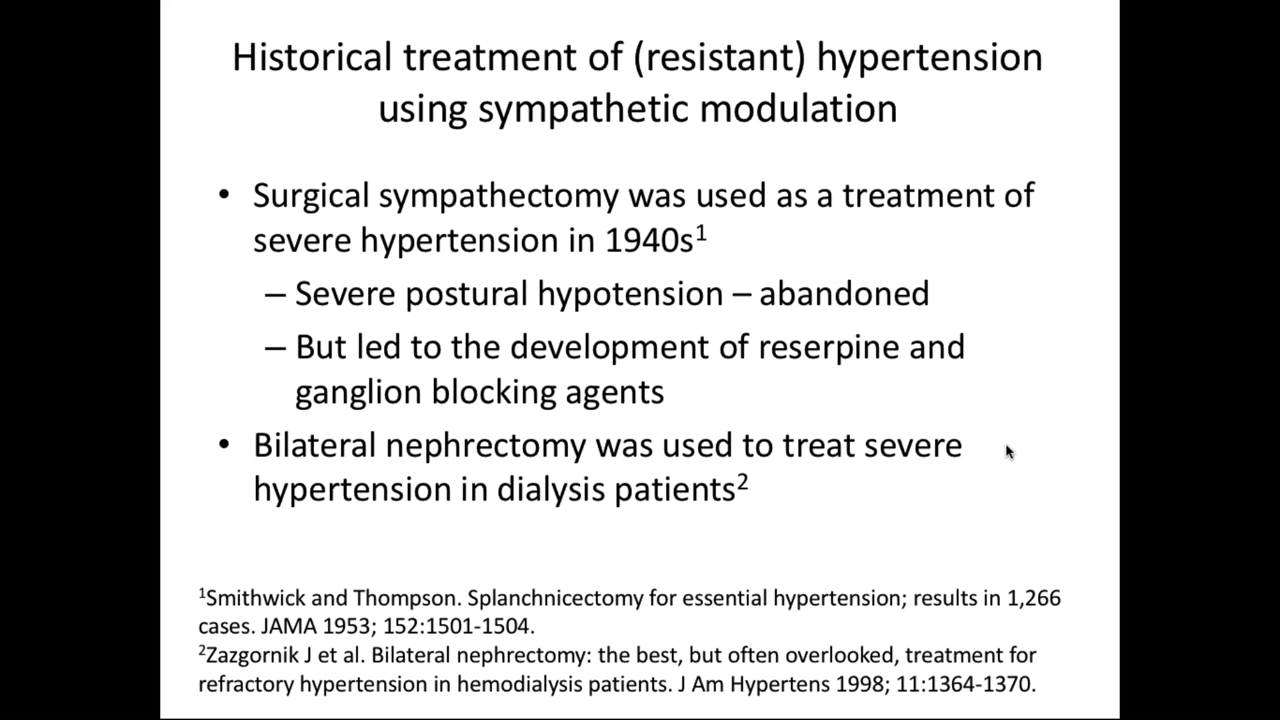 Historical treatment of (resistant) hypertension
using sympathetic modulation
• Surgical sympathectomy was used as a treatment of
severe hypertension in 1940s¹
– Severe postural hypotension – abandoned
– But led to the development of reserpine and
ganglion blocking agents
• Bilateral nephrectomy was used to treat severe
hypertension in dialysis patients²
¹Smithwick and Thompson. Splanchnicectomy for essential hypertension; results in 1,266
cases. JAMA 1953; 152:1501-1504.
²Zazgornik J et al. Bilateral nephrectomy: the best, but often overlooked, treatment for
refractory hypertension in hemodialysis patients. J Am Hypertens 1998; 11:1364-1370.